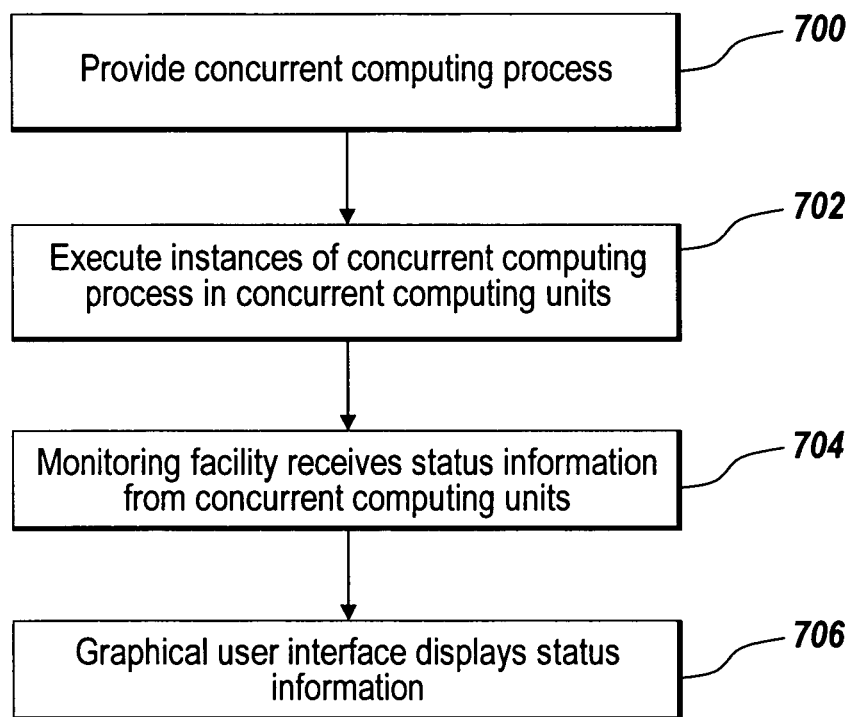 700
Provide concurrent computing process
702
Execute instances of concurrent computing
process in concurrent computing units
704
Monitoring facility receives status information
from concurrent computing units
706
Graphical user interface displays status
information